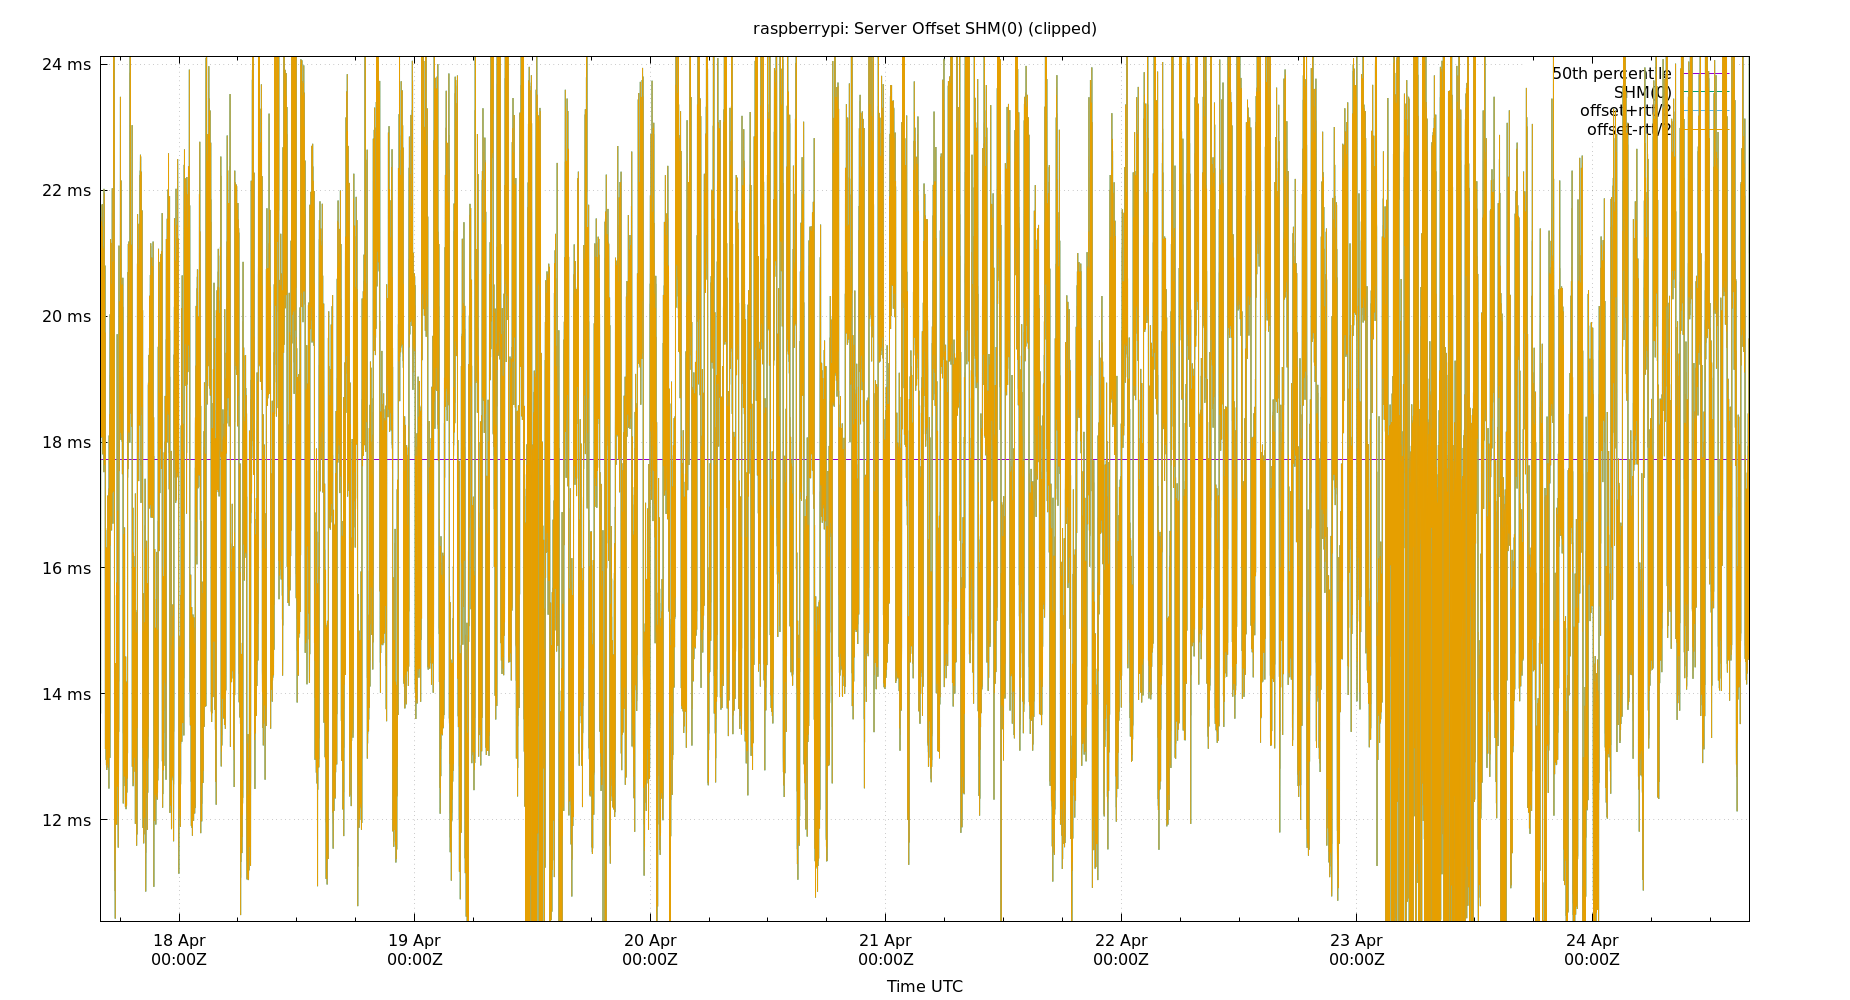 raspberrypi: Server Offset SHM(0) (clipped)
24 ms
22 ms
20 ms
18 ms
16 ms
14 ms
12 ms
50th percentile
SHM(0)
offset+rtt/2
offset-rtt/2
18 Apr
00:00Z
19 Apr
00:00Z
20 Apr
00:00Z
21 Apr
00:00Z
22 Apr
00:00Z
23 Apr
00:00Z
24 Apr
00:00Z
Time UTC